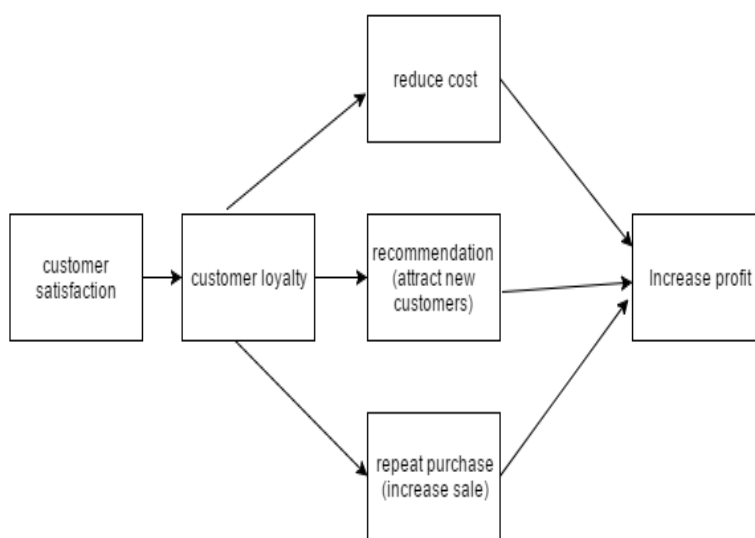 reduce cost
customer
satisfaction
customer loyalty
recommendation
(attract new
customers)
Increase profit
repeat purchase
(increase sale)